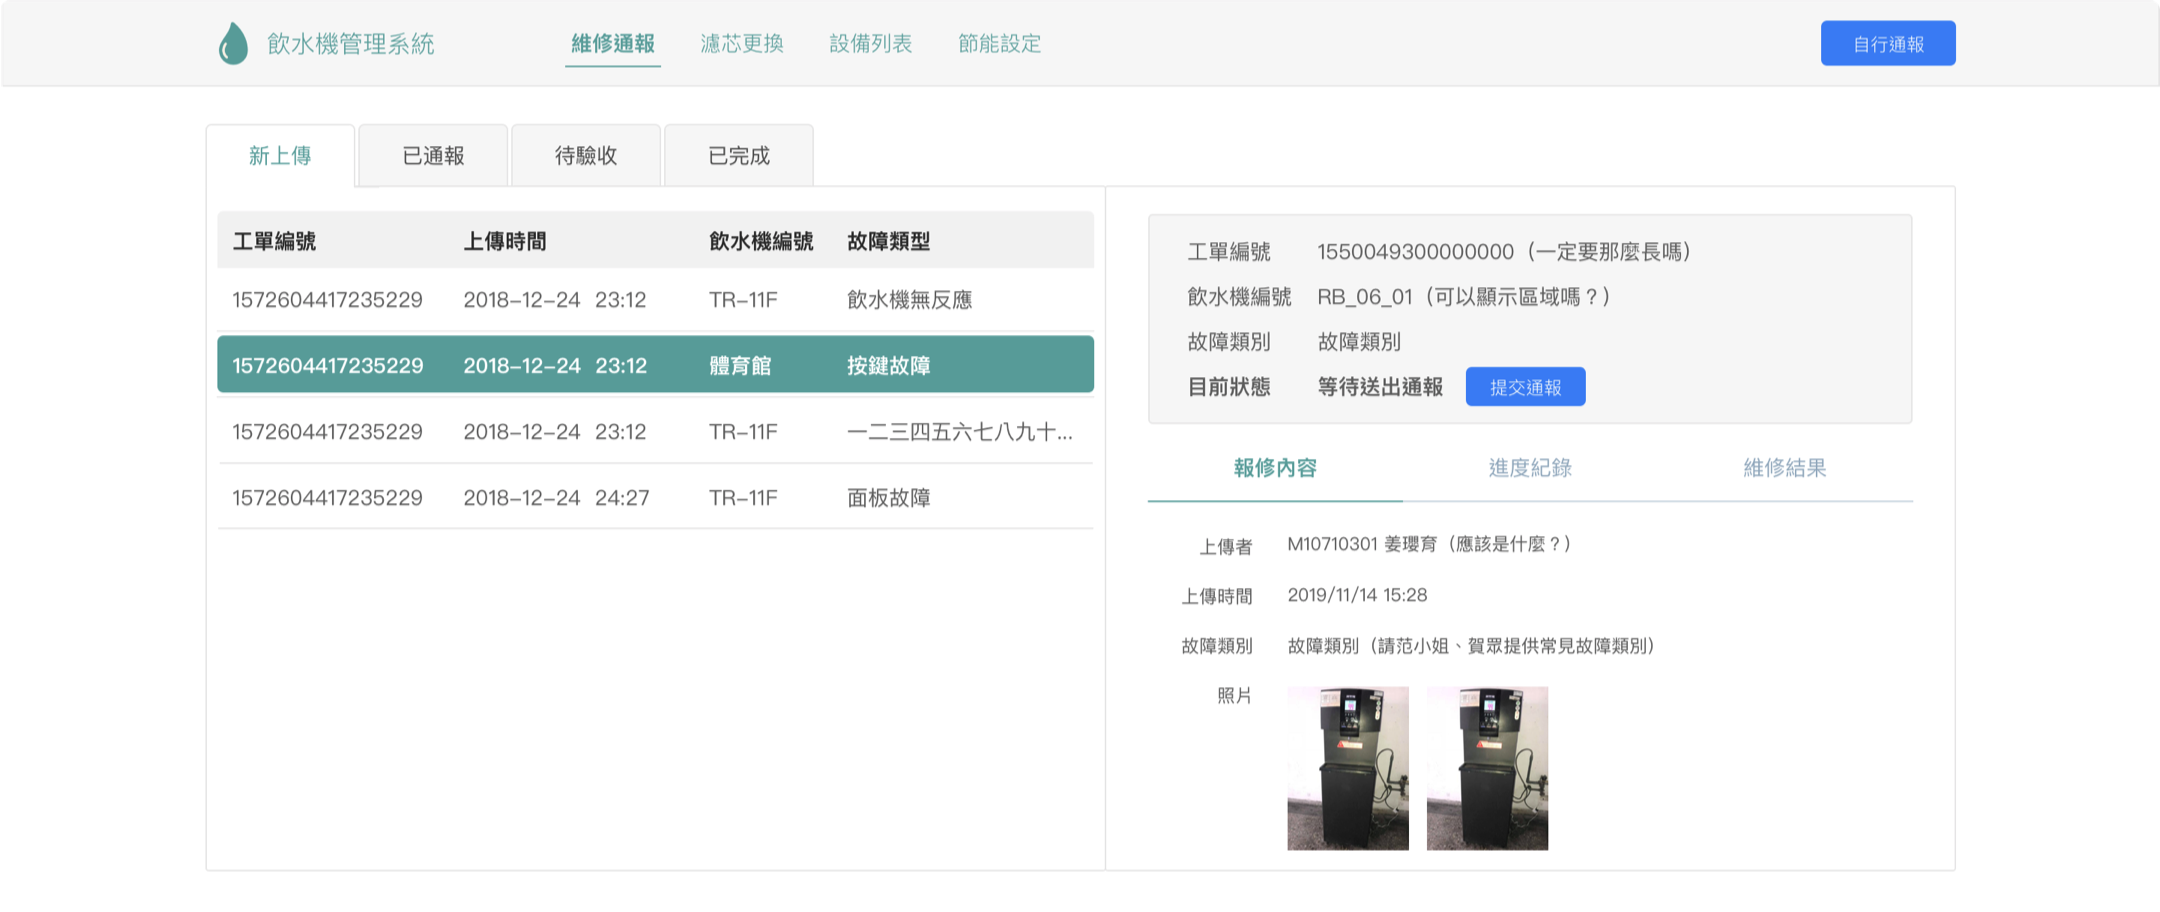 飲水機管理系統 維修通報 濾芯更換 設備列表 節能設定 自行通報
新上傳 已通報 待驗收 已完成
工單編號 上傳時間 飲水機編號 故障類型
1572604417235229 2018-12-24 23:12 TR-11F 飲水機無反應
1572604417235229 2018-12-24 23:12 體育館 按鍵故障
1572604417235229 2018-12-24 23:12 TR-11F 一二三四五六七八九十...
1572604417235229 2018-12-24 24:27 TR-11F 面板故障
工單編號 1550049300000000（一定要那麼長嗎）
飲水機編號 RB_06_01（可以顯示區域嗎？）
故障類別 故障類別
目前狀態 等待送出通報 提交通報
報修內容 進度紀錄 維修結果
上傳者 M10710301 姜瓔育（應該是什麼？）
上傳時間 2019/11/14 15:28
故障類別 故障類別（請范小姐、賀眾提供常見故障類別）
照片